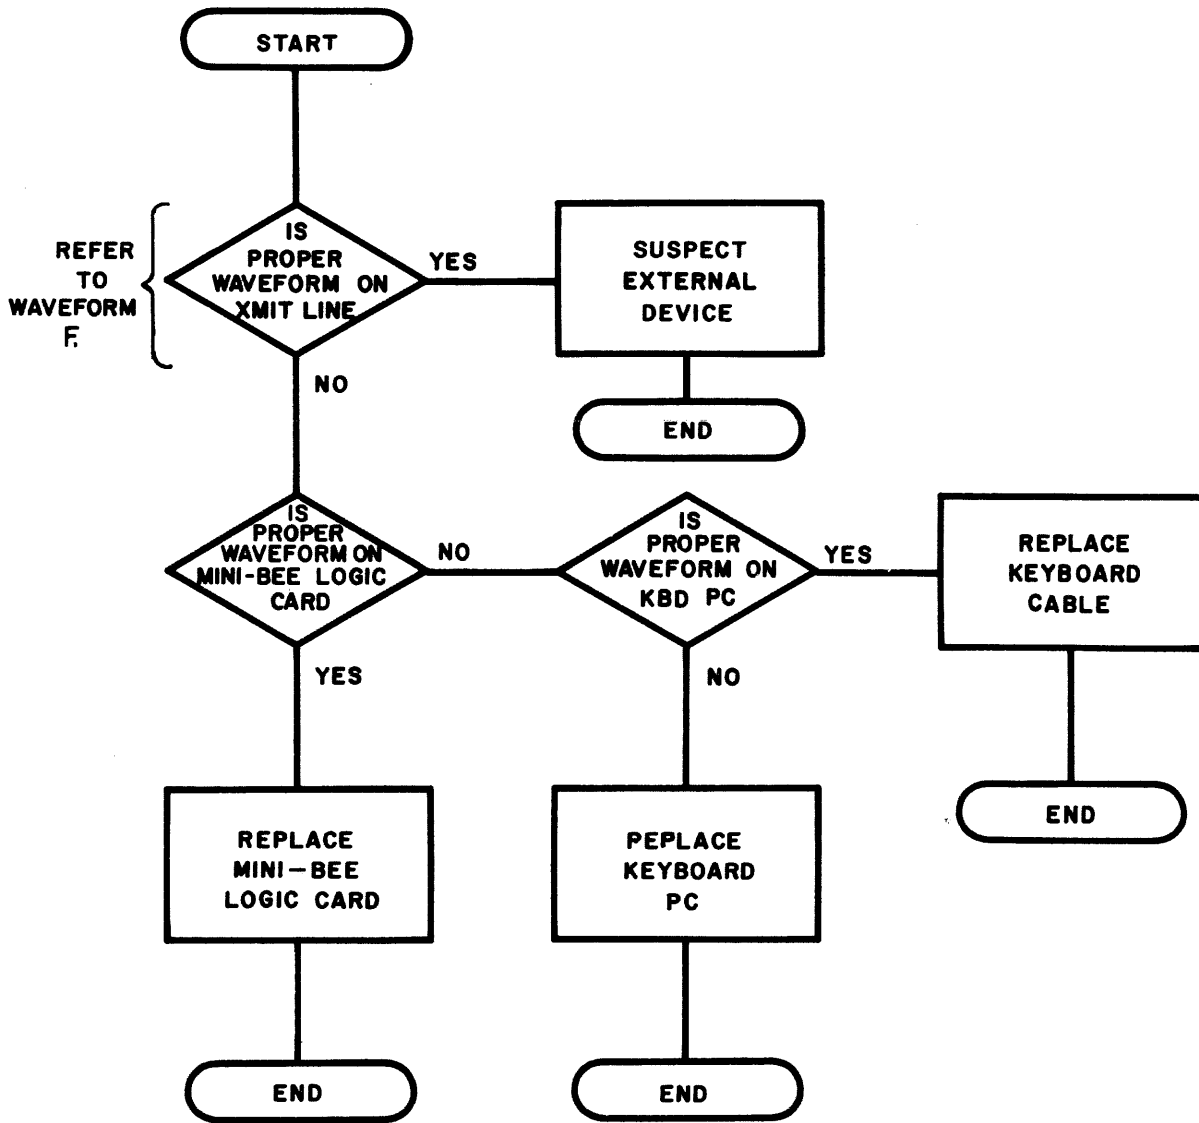 START
REFER
TO
WAVEFORM
F.
IS
PROPER
WAVEFORM ON
XMIT LINE
YES
SUSPECT
EXTERNAL
DEVICE
END
NO
IS
PROPER
WAVEFORM ON
MINI-BEE LOGIC
CARD
NO
IS
PROPER
WAVEFORM ON
KBD PC
YES
REPLACE
KEYBOARD
CABLE
END
YES
REPLACE
MINI-BEE
LOGIC CARD
END
NO
PEPLACE
KEYBOARD
PC
END